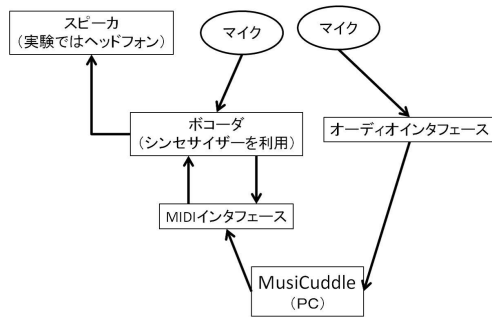 スピーカ
(実験ではヘッドフォン)
マイク
マイク
ボコーダ
(シンセサイザーを利用)
オーディオインタフェース
MIDIインタフェース
MusiCuddle
(PC)